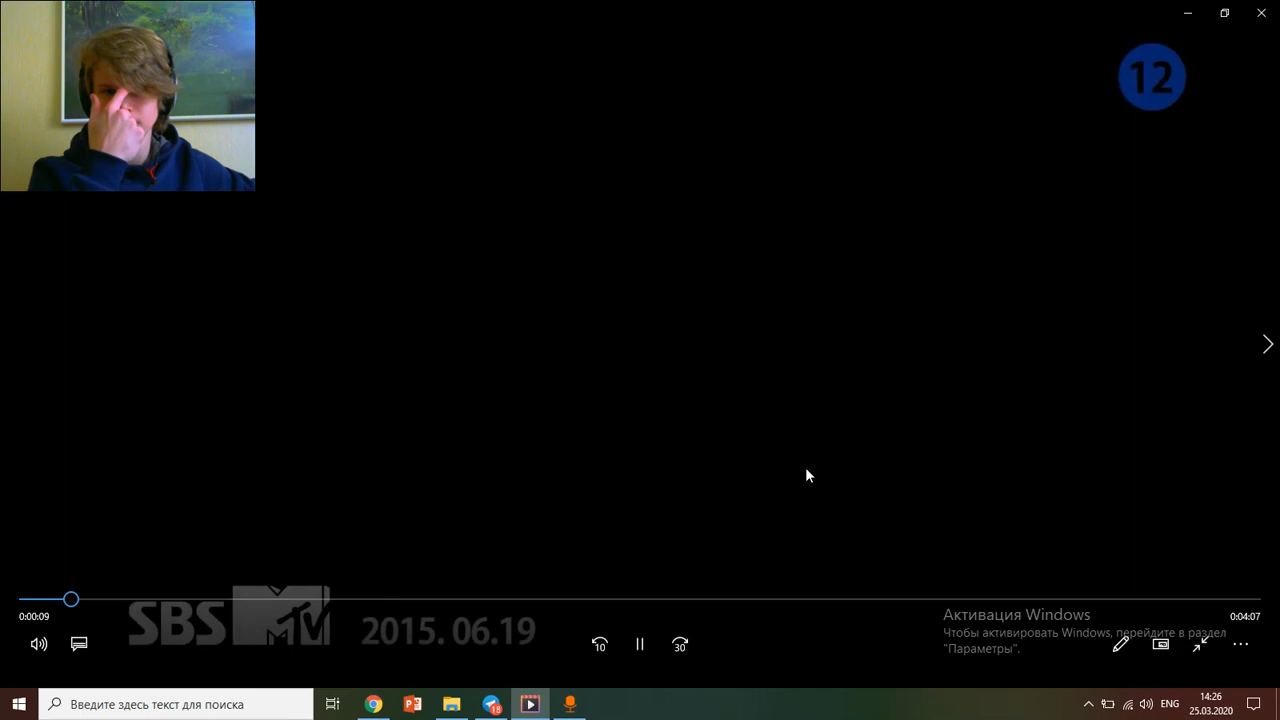 12
0:00:09
0:04:07
SBS MTV 2015. 06.19
10
30
Активация Windows
Чтобы активировать Windows, перейдите в раздел
"Параметры".
Введите здесь текст для поиска
18
ENG
14:26
25.03.2020